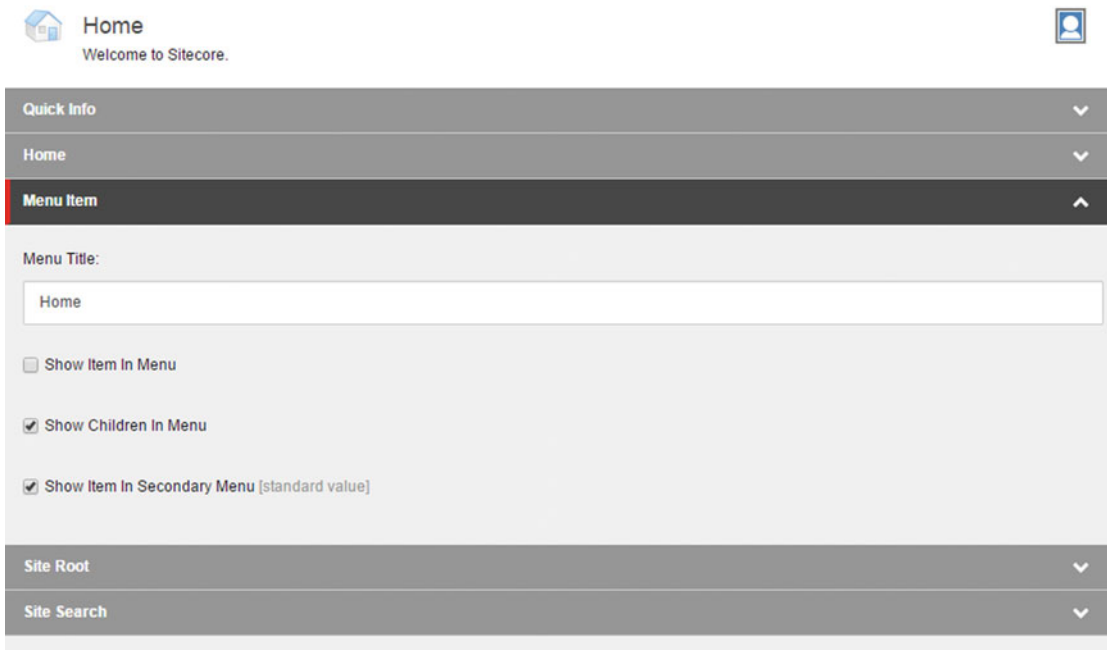 Home
Welcome to Sitecore.
Quick Info
Home
Menu Item
Menu Title:
Home
Show Item In Menu
Show Children In Menu
Show Item In Secondary Menu [standard value]
Site Root
Site Search